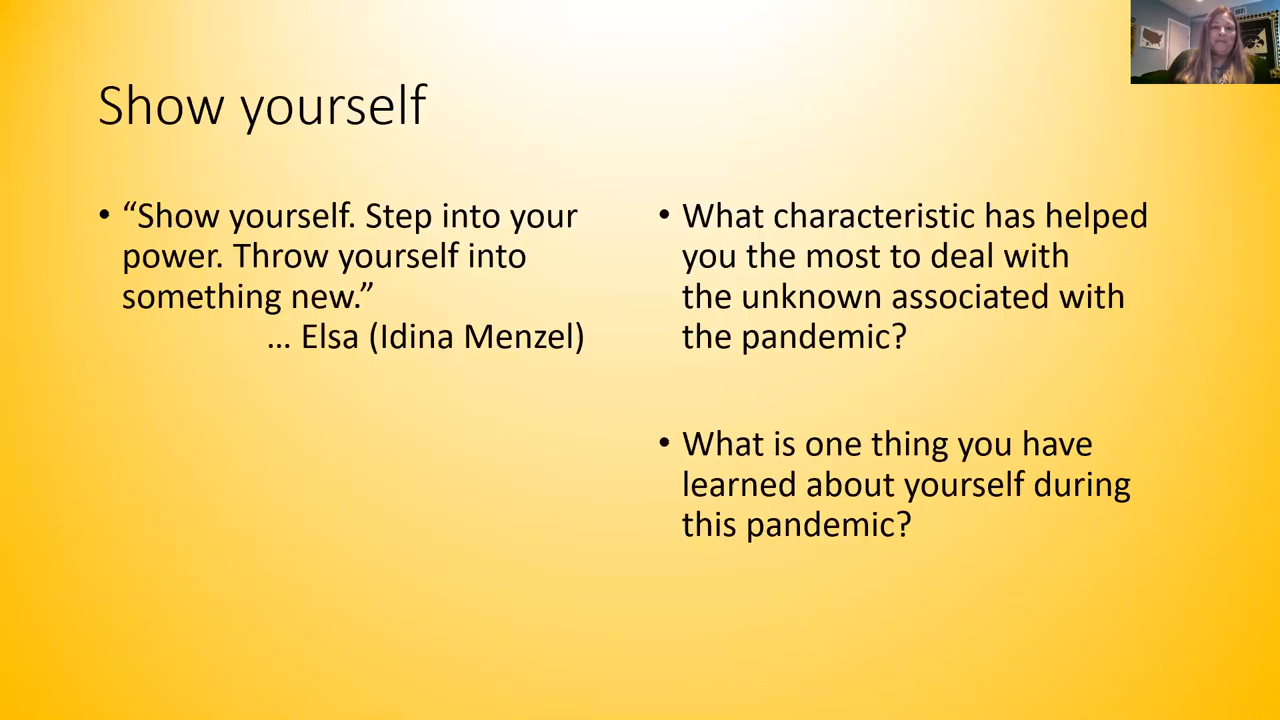 Show yourself
• “Show yourself. Step into your
power. Throw yourself into
something new.”
… Elsa (Idina Menzel)
• What characteristic has helped
you the most to deal with
the unknown associated with
the pandemic?
• What is one thing you have
learned about yourself during
this pandemic?